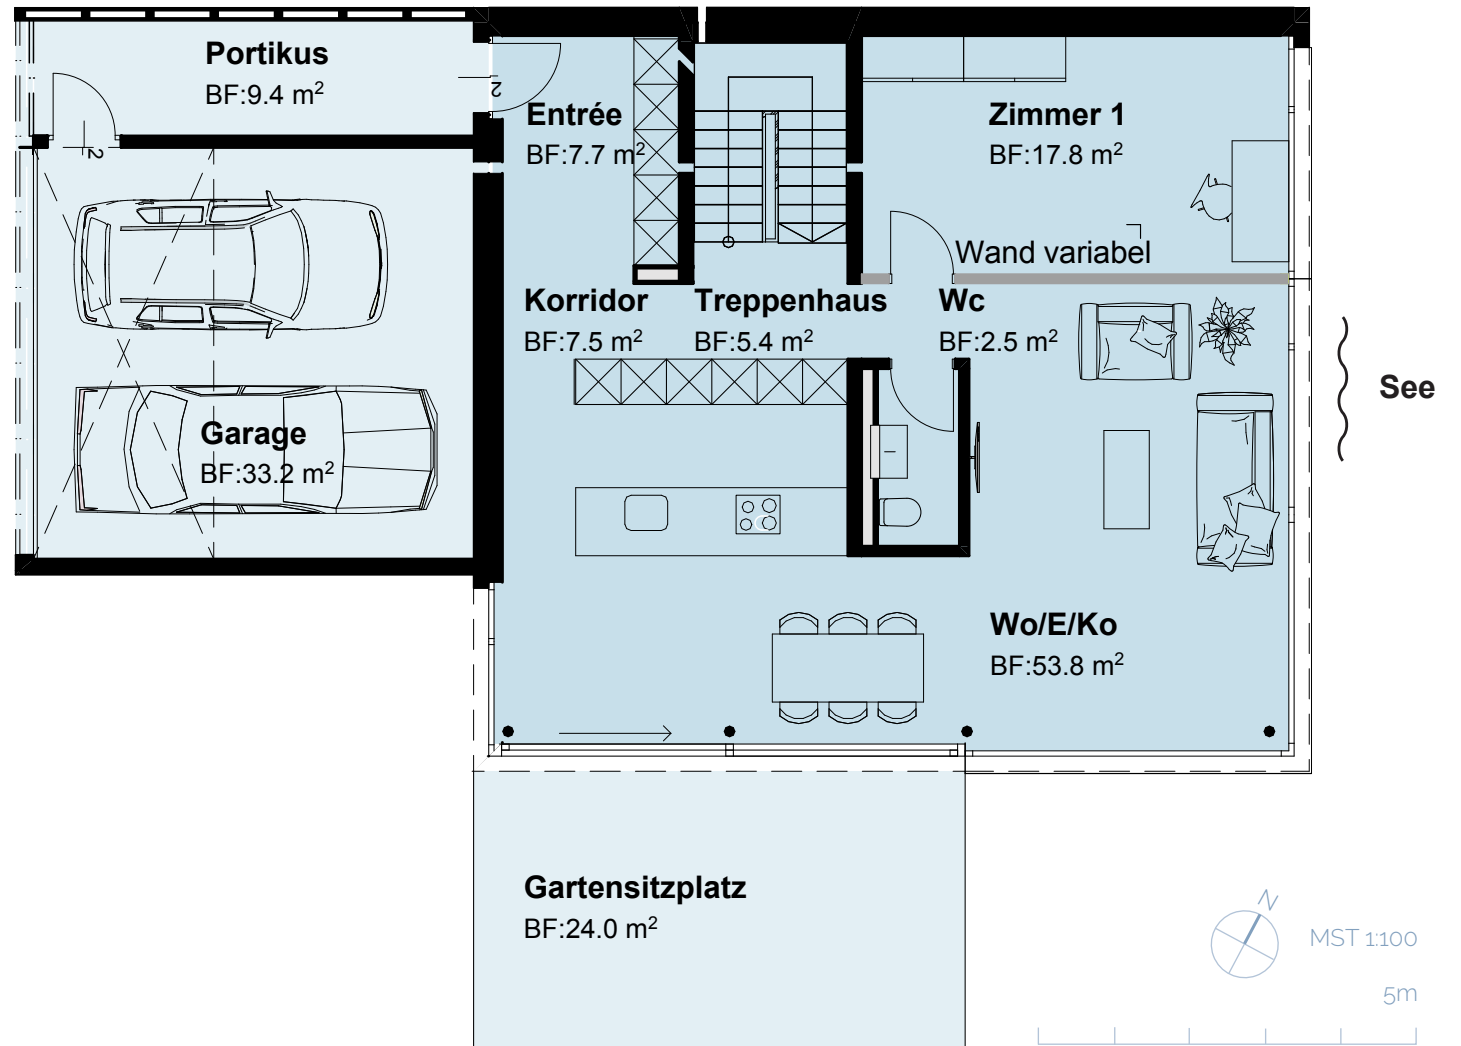 Portikus
BF:9.4 m²
2
2
Entrée
BF:7.7 m²
Zimmer 1
BF:17.8 m²
Wand variabel
Korridor
BF:7.5 m²
Treppenhaus
BF:5.4 m²
Wc
BF:2.5 m²
See
Garage
BF:33.2 m²
Wo/E/Ko
BF:53.8 m²
Gartensitzplatz
BF:24.0 m²
N
MST 1:100
5m